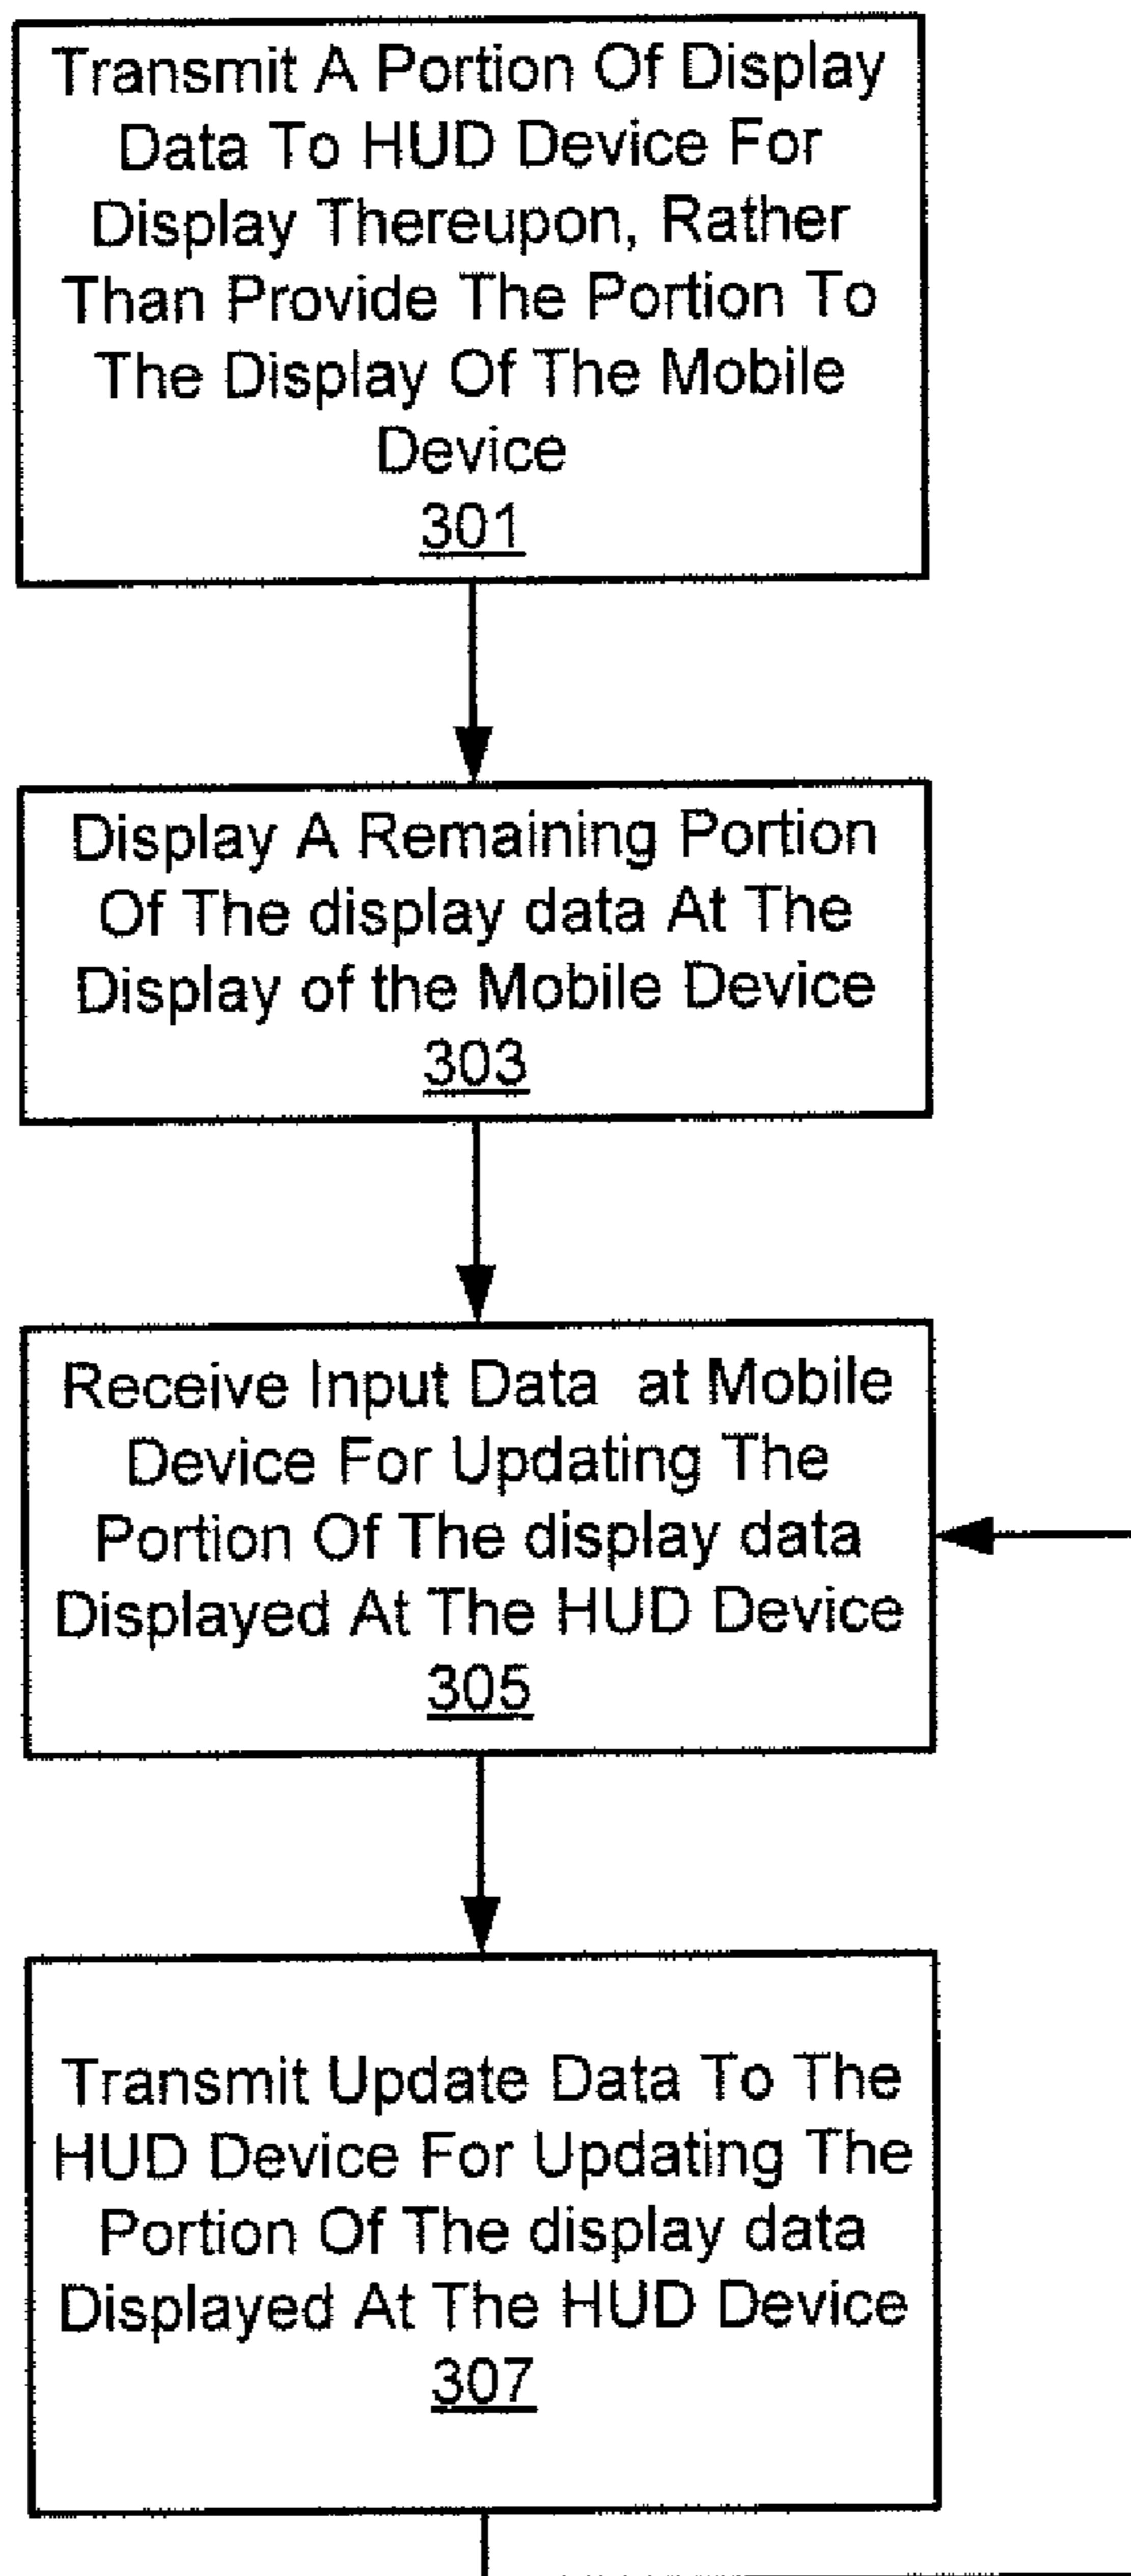 Transmit A Portion Of Display
Data To HUD Device For
Display Thereupon, Rather
Than Provide The Portion To
The Display Of The Mobile
Device
301
Display A Remaining Portion
Of The display data At The
Display of the Mobile Device
303
Receive Input Data at Mobile
Device For Updating The
Portion Of The display data
Displayed At The HUD Device
305
Transmit Update Data To The
HUD Device For Updating The
Portion Of The display data
Displayed At The HUD Device
307